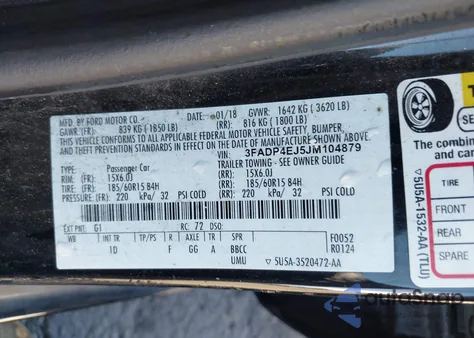 MFD. BY FORD MOTOR CO.
DATE: 01/18 GVWR: 1642 KG ( 3620 LB)
GAWR (FR): 839 KG ( 1850 LB) (RR): 816 KG ( 1800 LB)
THIS VEHICLE CONFORMS TO ALL APPLICABLE FEDERAL MOTOR VEHICLE SAFETY, BUMPER,
AND THEFT PREVENTION STANDARDS IN EFFECT ON THE DATE OF MANUFACTURE SHOWN ABOVE.
VIN: 3FADP4EJ5JM104879
TYPE: Passenger Car TRAILER TOWING - SEE OWNER GUIDE
RIM: (FR): 15X6.0J (RR): 15X6.0J
TIRE (FR): 185/60R15 84H (RR): 185/60R15 84H
PRESSURE: (FR): 220 kPa/ 32 PSI COLD (RR): 220 kPa/ 32 PSI COLD
EXT PNT: G1 RC: 72 DSO:
WB INT TR TP/PS R AXLE TR SPR F0052
1D F GG A BBCC R0124
UMU 5U5A-3520472-AA
TIRE
FRONT
REAR
SPARE
The combined
5U5A-1532-AA (TLU)
autoSnap